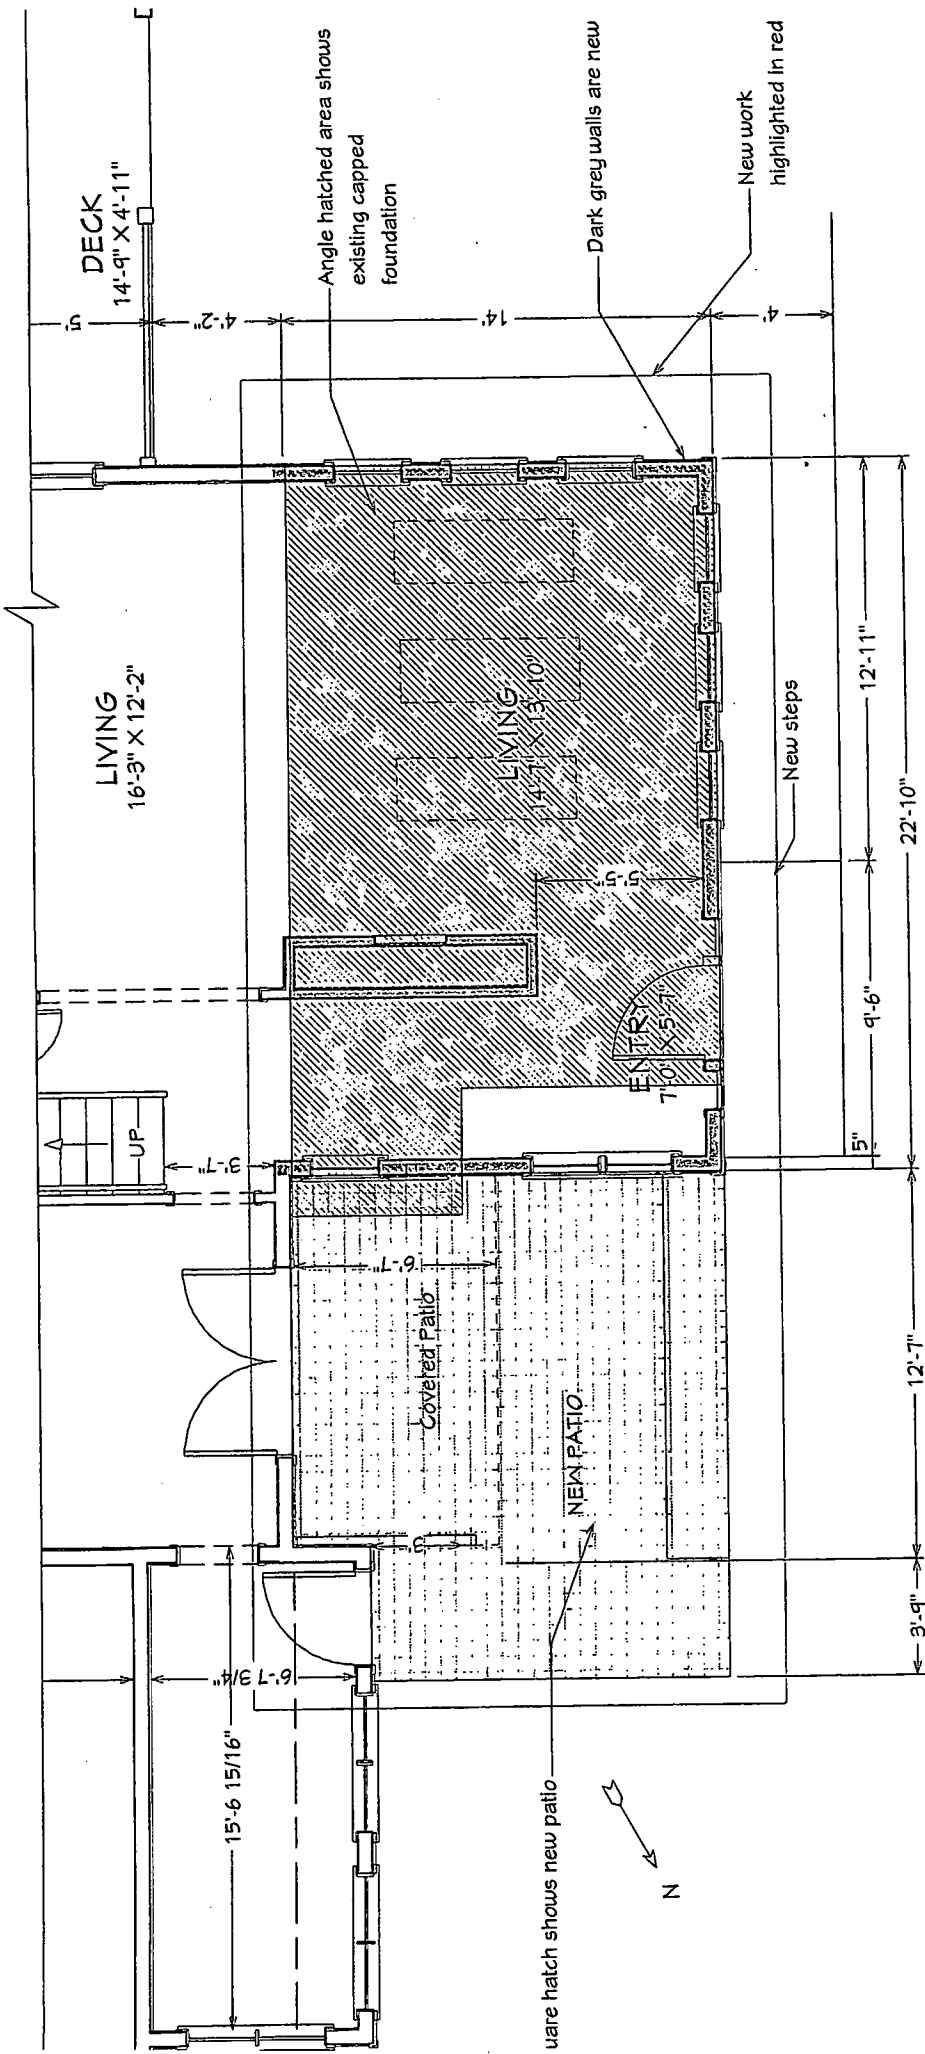 DECK
14'-9" X 4'-11"
Angle hatched area shows
existing capped
foundation
Dark grey walls are new
New work
highlighted in red
5'
4'-2"
14'
4'
LIVING
16'-3" X 12'-2"
LIVING
14'-7" X 13'-10"
New steps
12'-11"
22'-10"
5'-5"
9'-6"
ENTRY
7'-0" X 5'-7"
UP
3'-7"
5"
6'-7"
Covered Patio
NEW PATIO
12'-7"
3'
3'-9"
6'-7 3/4"
15'-6 15/16"
uare hatch shows new patio
N